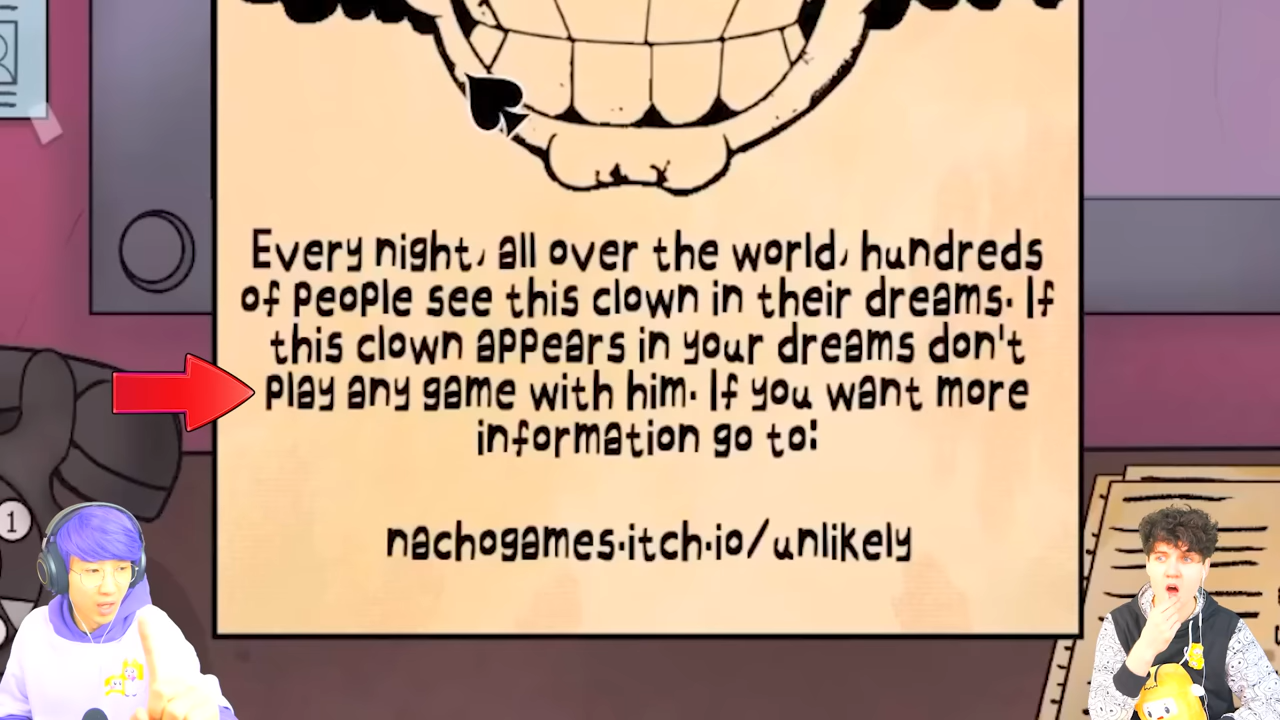 Every night, all over the world, hundreds
of people see this clown in their dreams. If
this clown appears in your dreams don't
play any game with him. If you want more
information go to:
nachogames.itch.io/unlikely
1